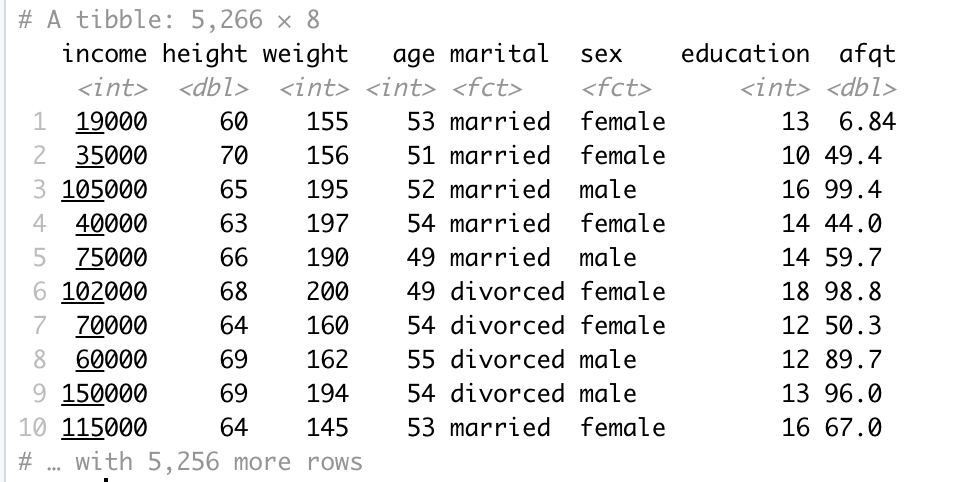 # A tibble: 5,266 × 8
income height weight age marital sex education afqt
<int> <dbl> <int> <int> <fct> <fct> <int> <dbl>
1 19000 60 155 53 married female 13 6.84
2 35000 70 156 51 married female 10 49.4
3 105000 65 195 52 married male 16 99.4
4 40000 63 197 54 married female 14 44.0
5 75000 66 190 49 married male 14 59.7
6 102000 68 200 49 divorced female 18 98.8
7 70000 64 160 54 divorced female 12 50.3
8 60000 69 162 55 divorced male 12 89.7
9 150000 69 194 54 divorced male 13 96.0
10 115000 64 145 53 married female 16 67.0
# … with 5,256 more rows